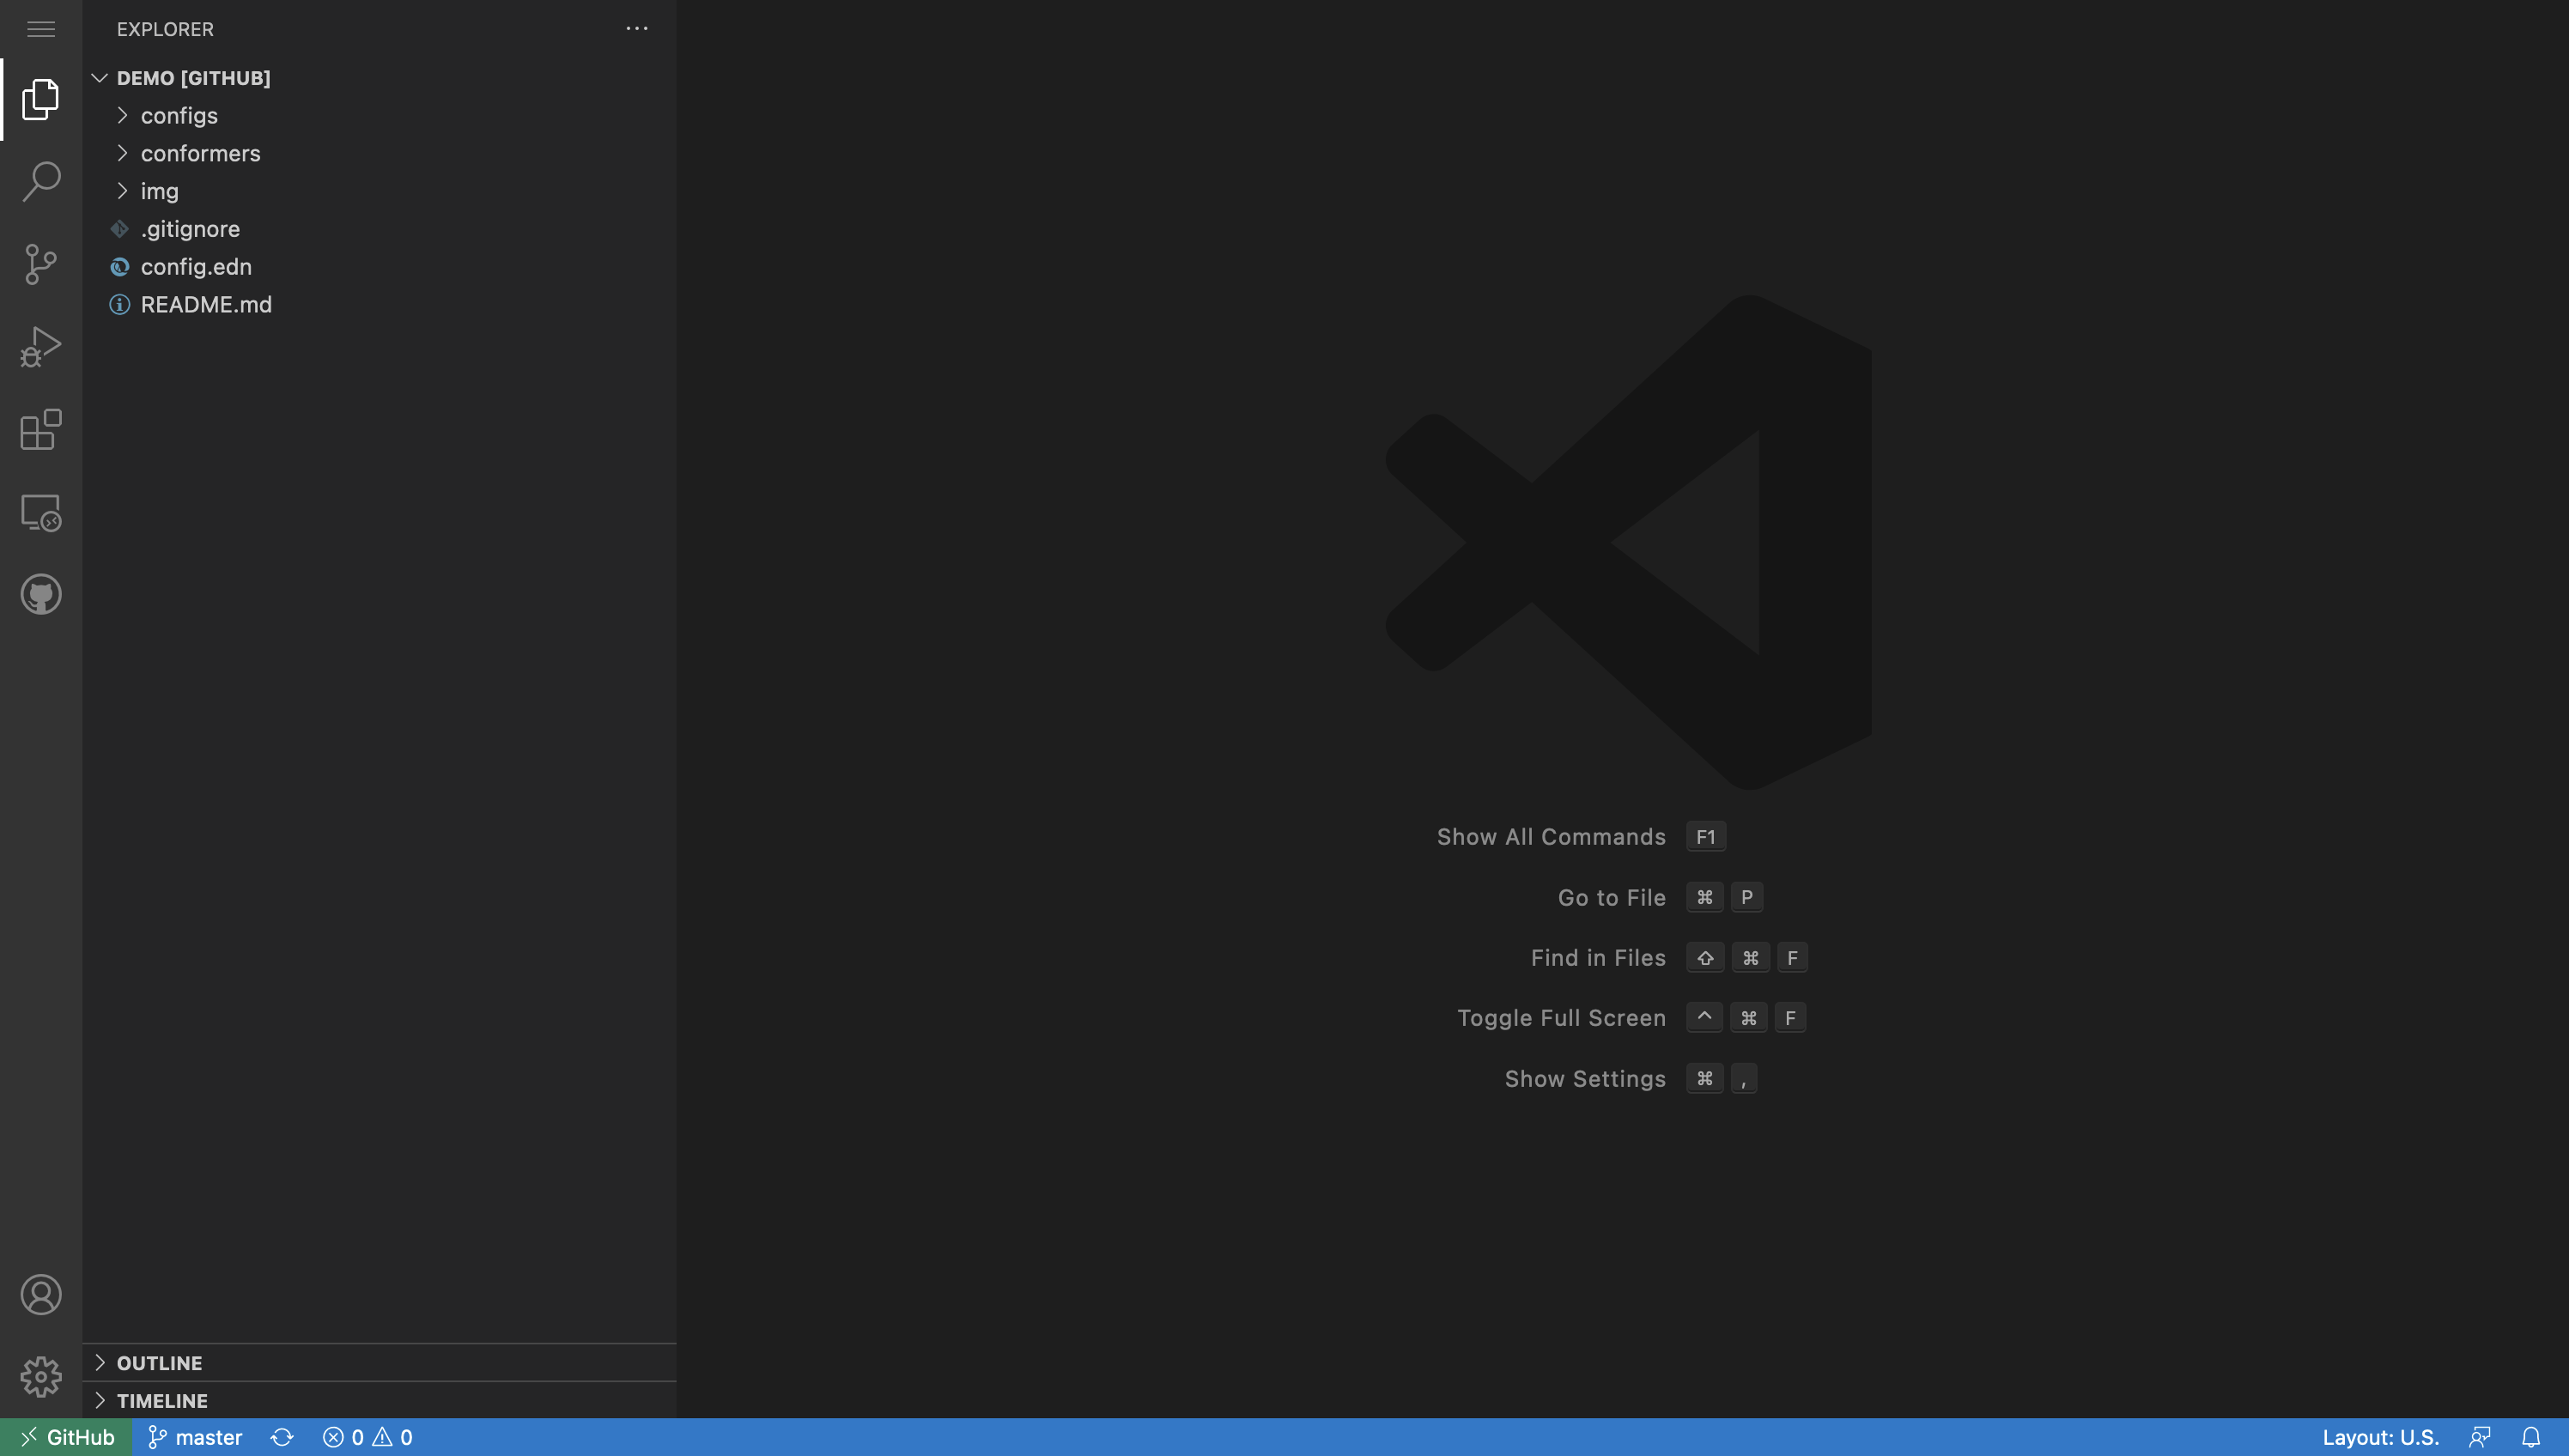 EXPLORER
DEMO [GITHUB]
configs
conformers
img
.gitignore
config.edn
README.md
Show All Commands F1
Go to File ⌘ P
Find in Files ⇧ ⌘ F
Toggle Full Screen ^ ⌘ F
Show Settings ⌘ ,
OUTLINE
TIMELINE
GitHub master 0 0 Layout: U.S.